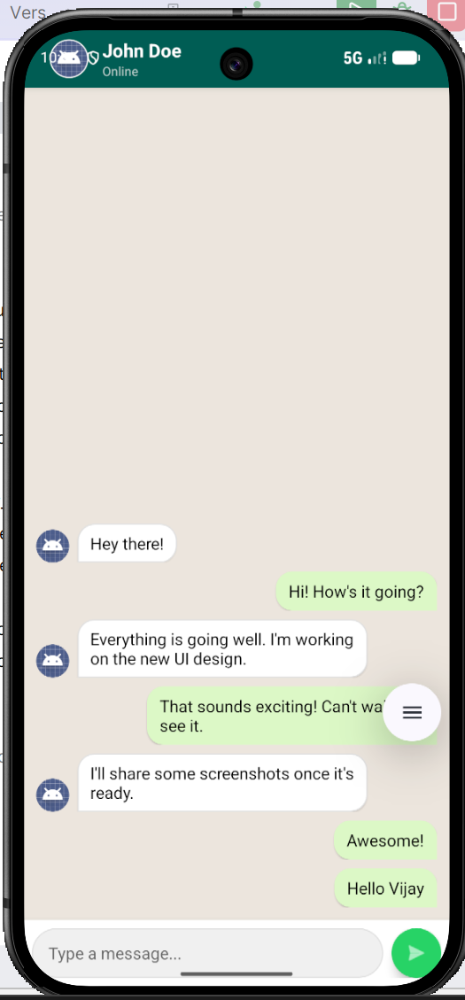 Vers
10
John Doe
5G
Online
Hey there!
Hi! How's it going?
Everything is going well. I'm working
on the new UI design.
That sounds exciting! Can't
see it.
I'll share some screenshots once it's
ready.
Awesome!
Hello Vijay
Type a message...